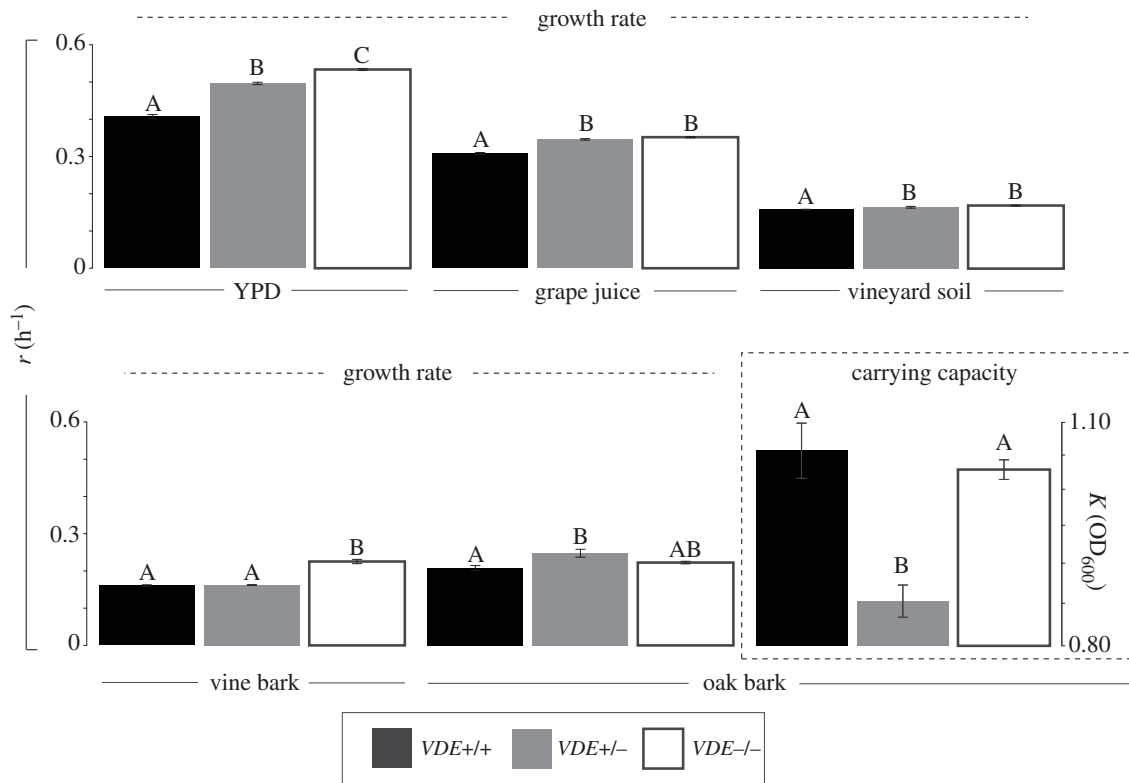 growth rate
0.6
0.3
0
A
B
C
A
B
B
A
B
B
YPD
grape juice
vineyard soil
r (h–1)
growth rate
carrying capacity
0.6
0.3
0
A
A
B
A
B
AB
A
B
A
1.10
0.80
K (OD600)
vine bark
oak bark
VDE+/+
VDE+/–
VDE–/–